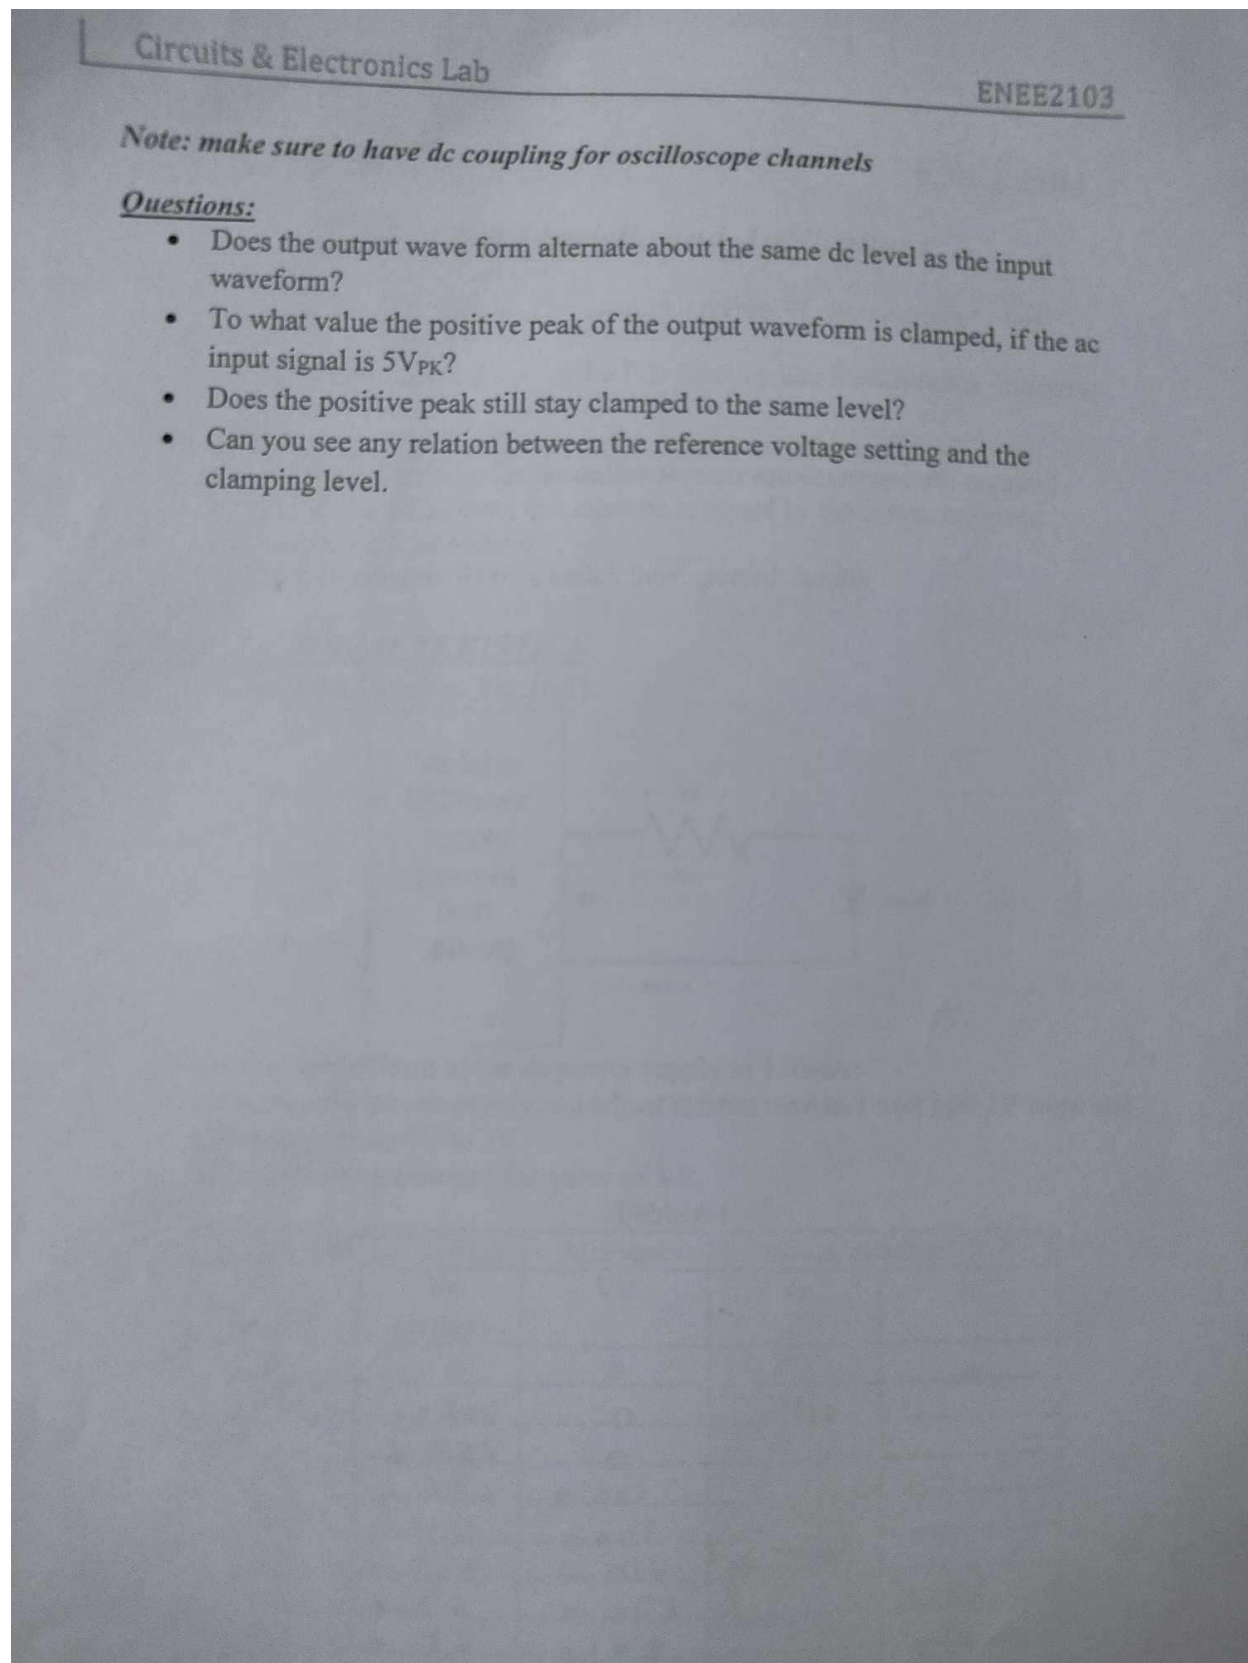 Circuits & Electronics Lab
ENEE2103
Note: make sure to have dc coupling for oscilloscope channels
Questions:
• Does the output wave form alternate about the same dc level as the input
waveform?
• To what value the positive peak of the output waveform is clamped, if the ac
input signal is 5VPK?
• Does the positive peak still stay clamped to the same level?
• Can you see any relation between the reference voltage setting and the
clamping level.